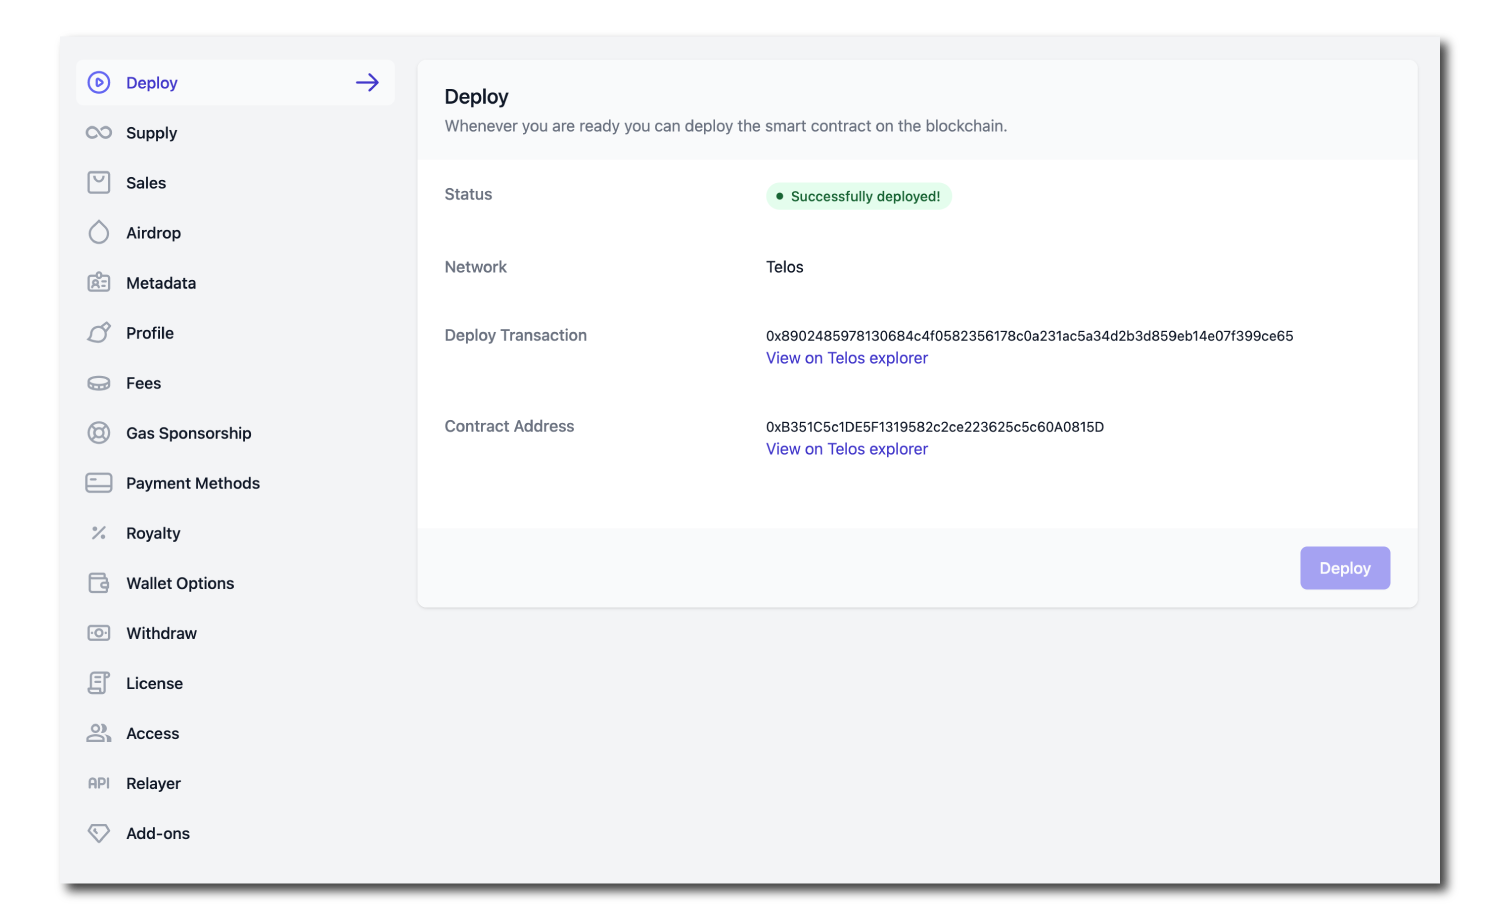 Deploy
Supply
Sales
Airdrop
Metadata
Profile
Fees
Gas Sponsorship
Payment Methods
Royalty
Wallet Options
Withdraw
License
Access
API Relayer
Add-ons
Deploy
Whenever you are ready you can deploy the smart contract on the blockchain.
Status
Successfully deployed!
Network
Telos
Deploy Transaction
0x8902485978130684c4f0582356178c0a231ac5a34d2b3d859eb14e07f399ce65
View on Telos explorer
Contract Address
0xB351C5c1DE5F1319582c2ce223625c5c60A0815D
View on Telos explorer
Deploy